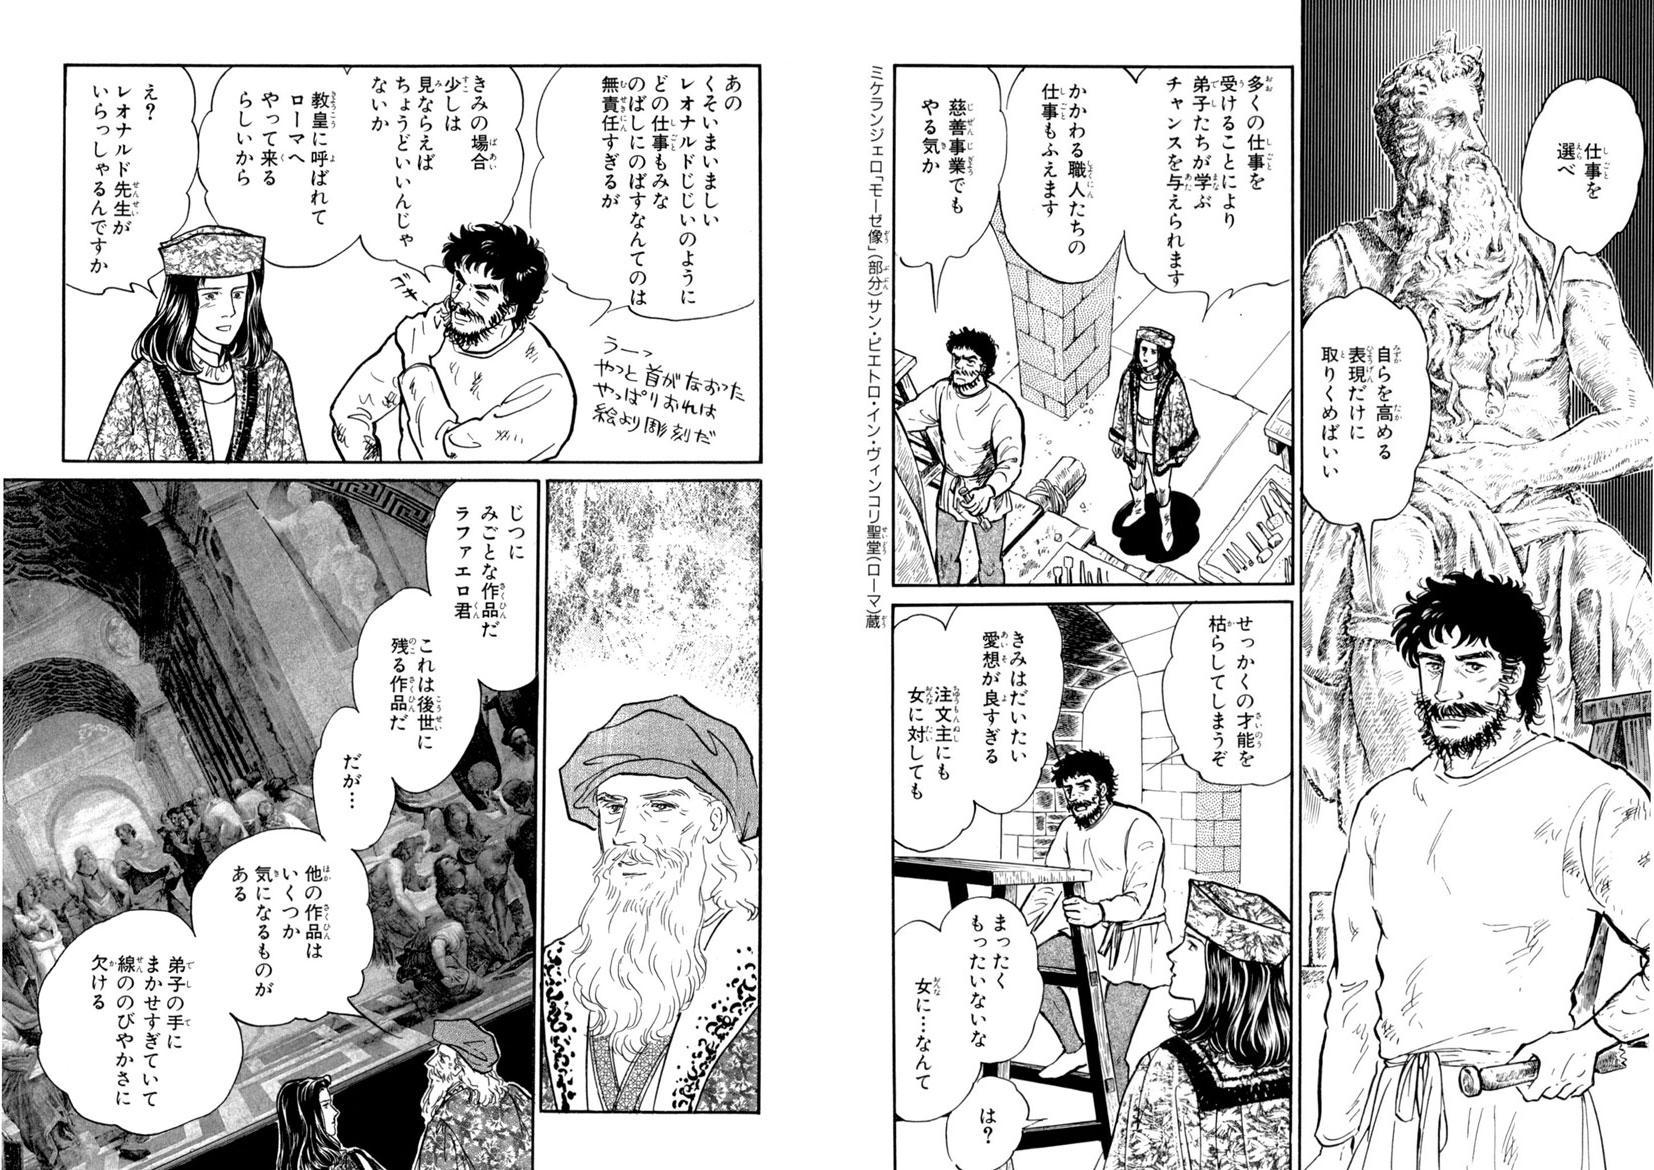 仕事を
選べ
自らを高める
表現だけに
取りくめばいい
多くの仕事を
受けることにより
弟子たちが学ぶ
チャンスを与えられます
かかわる職人たちの
仕事もふえます
慈善事業でも
やる気か
ミケランジェロ「モーゼ像」(部分)サン・ピエトロ・イン・ヴィンコリ聖堂(ローマ)蔵
せっかくの才能を
枯らしてしまうぞ
きみはだいたい
愛想が良すぎる
注文主にも
女に対しても
まったく
もったいないな
女に…なんて
は?
あの
くそいまいましい
レオナルドじじいのように
どの仕事もみな
のばしにのばすなんてのは
無責任すぎるが
きみの場合
少しは
見ならえば
ちょうどいいんじゃ
ないか
教皇に呼ばれて
ローマへ
やって来る
らしいから
え?
レオナルド先生が
いらっしゃるんですか
うーっ
やっと首がなおった
やっぱりおれは
絵より彫刻だ
じつに
みごとな作品だ
ラファエロ君
これは後世に
残る作品だ
だが…
他の作品は
いくつか
気になるものが
ある
弟子の手に
まかせすぎていて
線ののびやかさに
欠ける